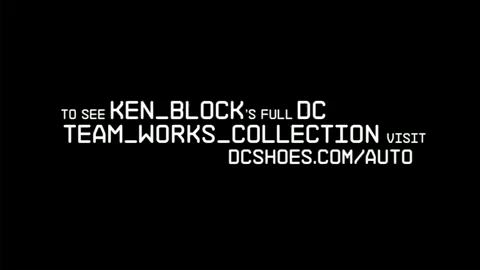 TO SEE KEN_BLOCK'S FULL DC
TEAM_WORKS_COLLECTION VISIT
DCSHOES.COM/AUTO